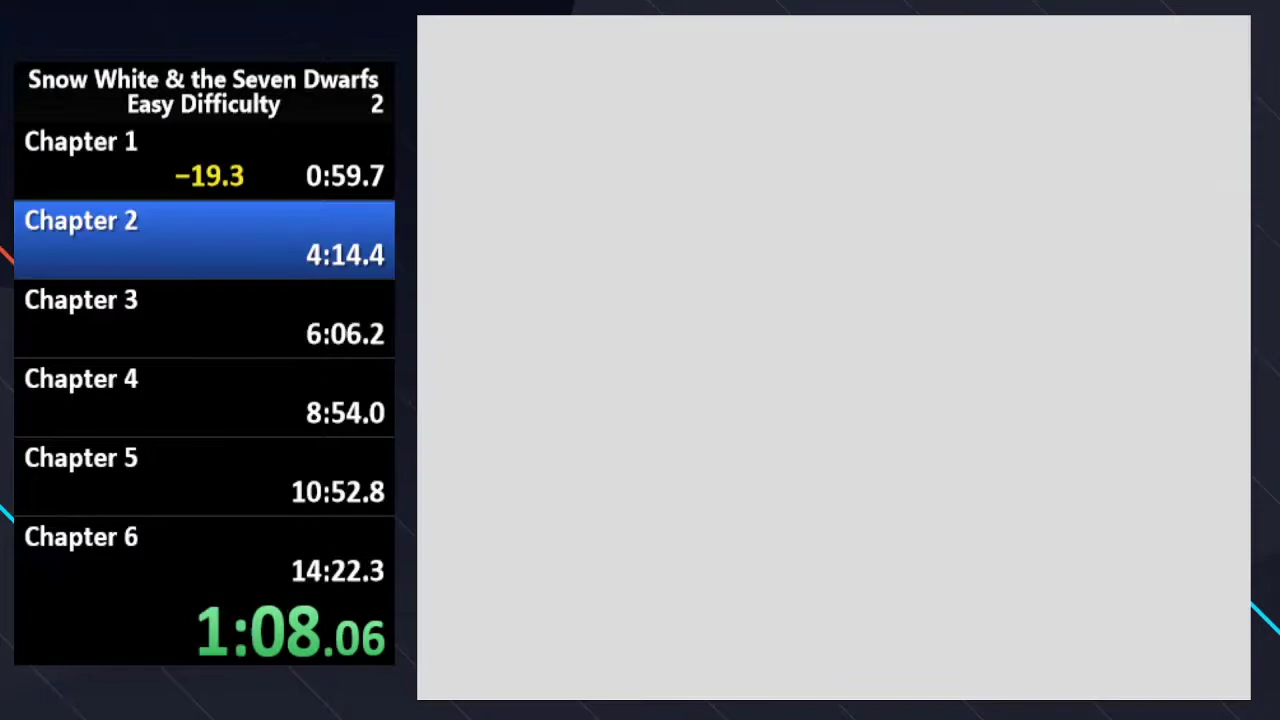 Snow White & the Seven Dwarfs
Easy Difficulty 2
Chapter 1
−19.3 0:59.7
Chapter 2
4:14.4
Chapter 3
6:06.2
Chapter 4
8:54.0
Chapter 5
10:52.8
Chapter 6
14:22.3
1:08.06